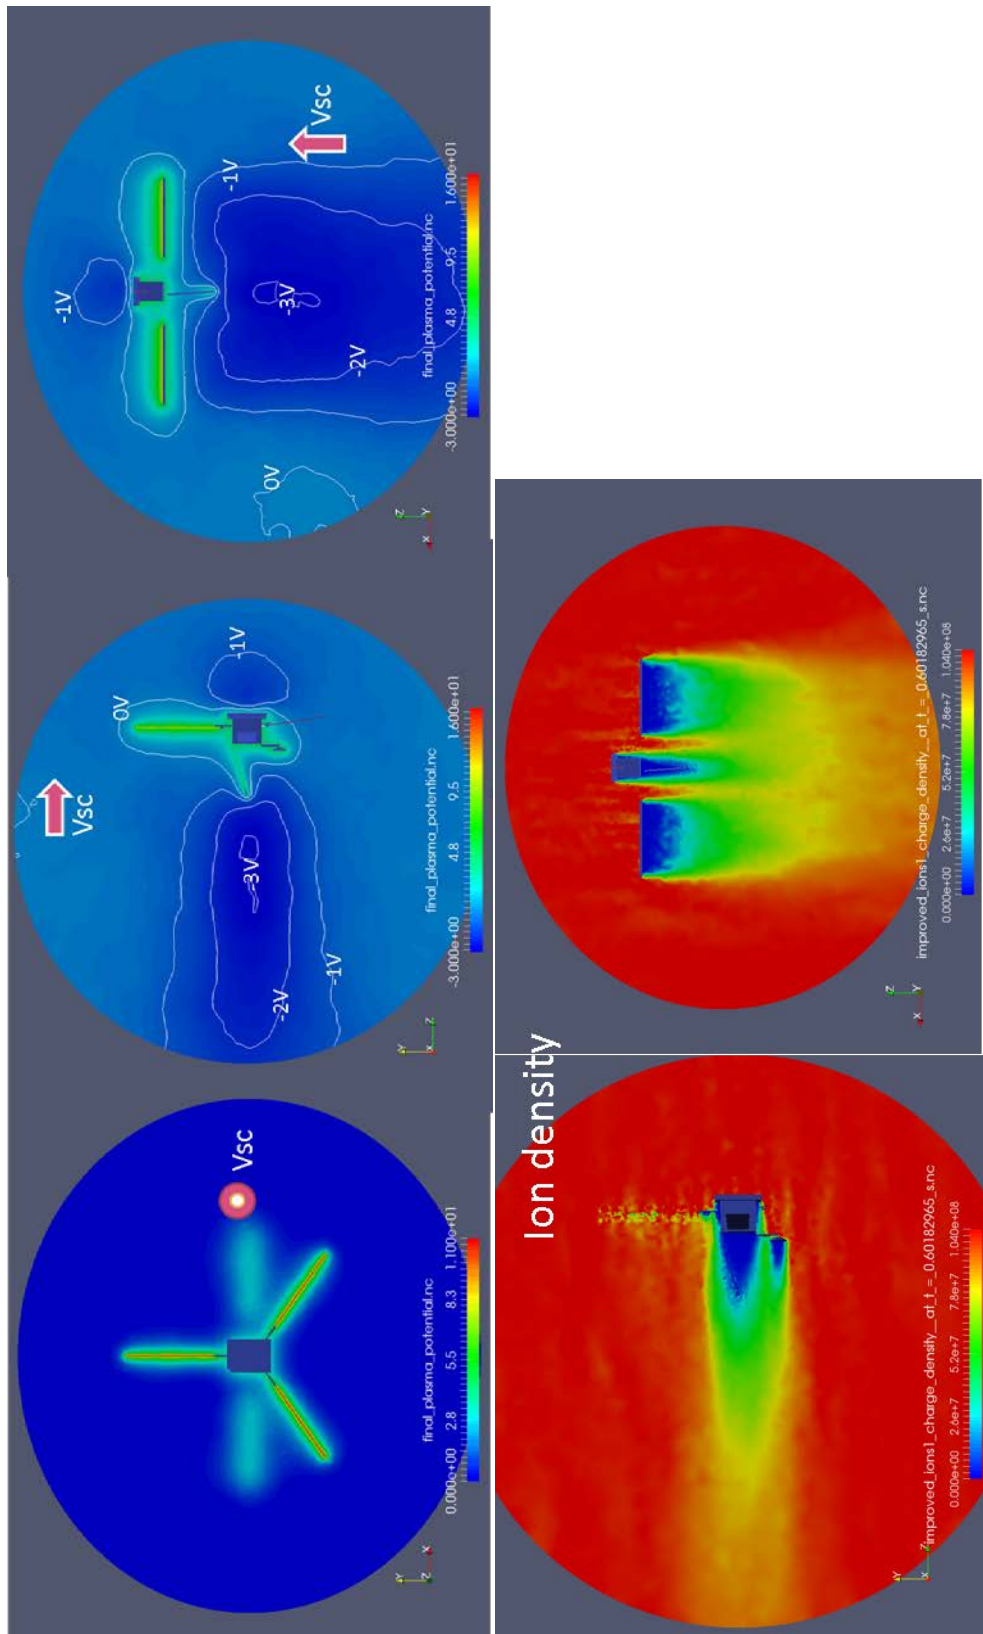 Vsc
final_plasma_potential.nc
0.000e+00 2.8 5.5 8.3 1.100e+01
Y
Z X
Vsc
0V
-1V
-3V
-2V
-1V
final_plasma_potential.nc
-3.000e+00 4.8 9.5 1.600e+01
Y
X Z
-1V
Vsc
-1V
-3V
0V
-2V
final_plasma_potential.nc
-3.000e+00 4.8 9.5 1.600e+01
Z
X Y
Ion density
improved_ions1_charge_density__at_t_=_0.60182965_s.nc
0.000e+00 2.6e+7 5.2e+7 7.8e+7 1.040e+08
Y
X Z
improved_ions1_charge_density__at_t_=_0.60182965_s.nc
0.000e+00 2.6e+7 5.2e+7 7.8e+7 1.040e+08
Z
X Y